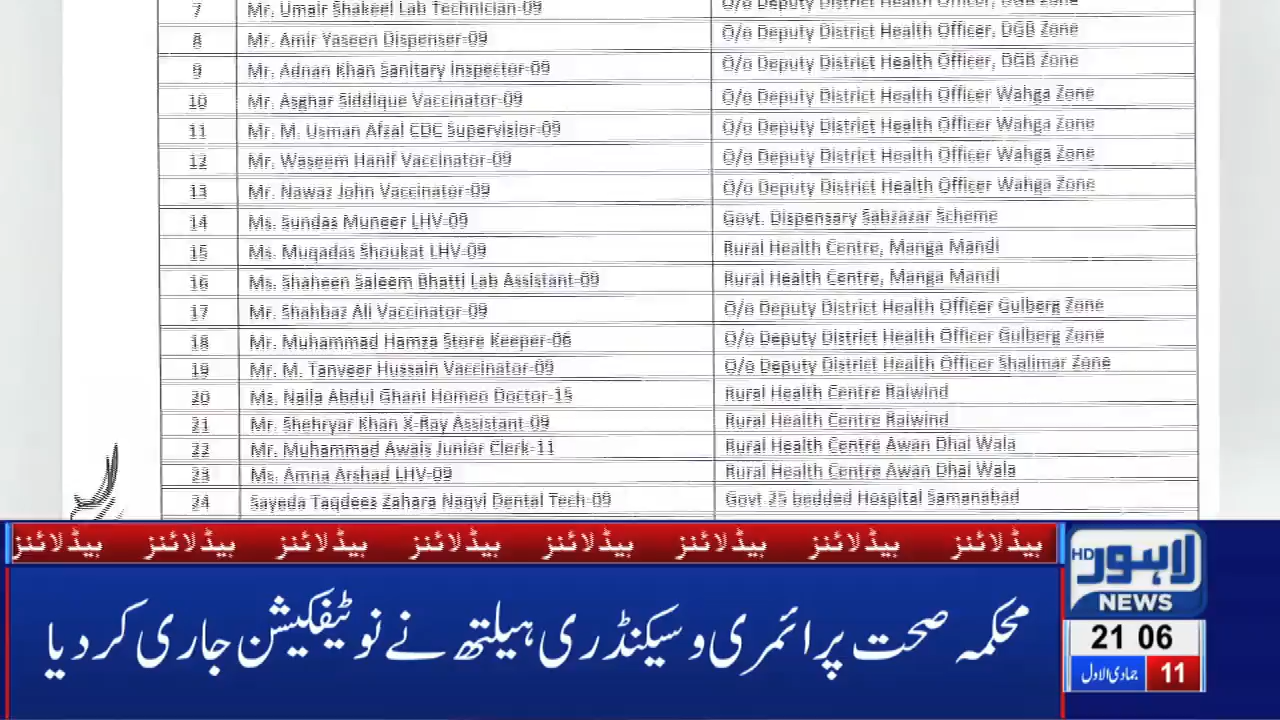 7 Mr. Umair Shakeel Lab Technician-09 O/o Deputy District Health Officer, DGB Zone
8 Mr. Amir Yaseen Dispenser-09 O/o Deputy District Health Officer, DGB Zone
9 Mr. Adnan Khan Sanitary Inspector-09 O/o Deputy District Health Officer, DGB Zone
10 Mr. Asghar Siddique Vaccinator-09 O/o Deputy District Health Officer Wahga Zone
11 Mr. M. Usman Afzal CDC Supervisior-09 O/o Deputy District Health Officer Wahga Zone
12 Mr. Waseem Hanif Vaccinator-09 O/o Deputy District Health Officer Wahga Zone
13 Mr. Nawaz John Vaccinator-09 O/o Deputy District Health Officer Wahga Zone
14 Ms. Sundas Muneer LHV-09 Govt. Dispensary Sabzazar Scheme
15 Ms. Muqadas Shoukat LHV-09 Rural Health Centre, Manga Mandi
16 Ms. Shaheen Saleem Bhatti Lab Assistant-09 Rural Health Centre, Manga Mandi
17 Mr. Shahbaz Ali Vaccinator-09 O/o Deputy District Health Officer Gulberg Zone
18 Mr. Muhammad Hamza Store Keeper-06 O/o Deputy District Health Officer Gulberg Zone
19 Mr. M. Tanveer Hussain Vaccinator-09 O/o Deputy District Health Officer Shalimar Zone
20 Ms. Naila Abdul Ghani Homeo Doctor-15 Rural Health Centre Raiwind
21 Mr. Shehryar Khan X-Ray Assistant-09 Rural Health Centre Raiwind
22 Mr. Muhammad Awais Junior Clerk-11 Rural Health Centre Awan Dhai Wala
23 Ms. Amna Arshad LHV-09 Rural Health Centre Awan Dhai Wala
24 Sayeda Taqdees Zahara Naqvi Dental Tech-09 Govt 25 bedded Hospital Samanabad
ہیڈلائنز ہیڈلائنز ہیڈلائنز ہیڈلائنز ہیڈلائنز ہیڈلائنز ہیڈلائنز ہیڈلائنز
محکمہ صحت پرائمری و سیکنڈری ہیلتھ نے نوٹیفکیشن جاری کردیا
لاہور HD
NEWS
21 06
11 جمادی الاول